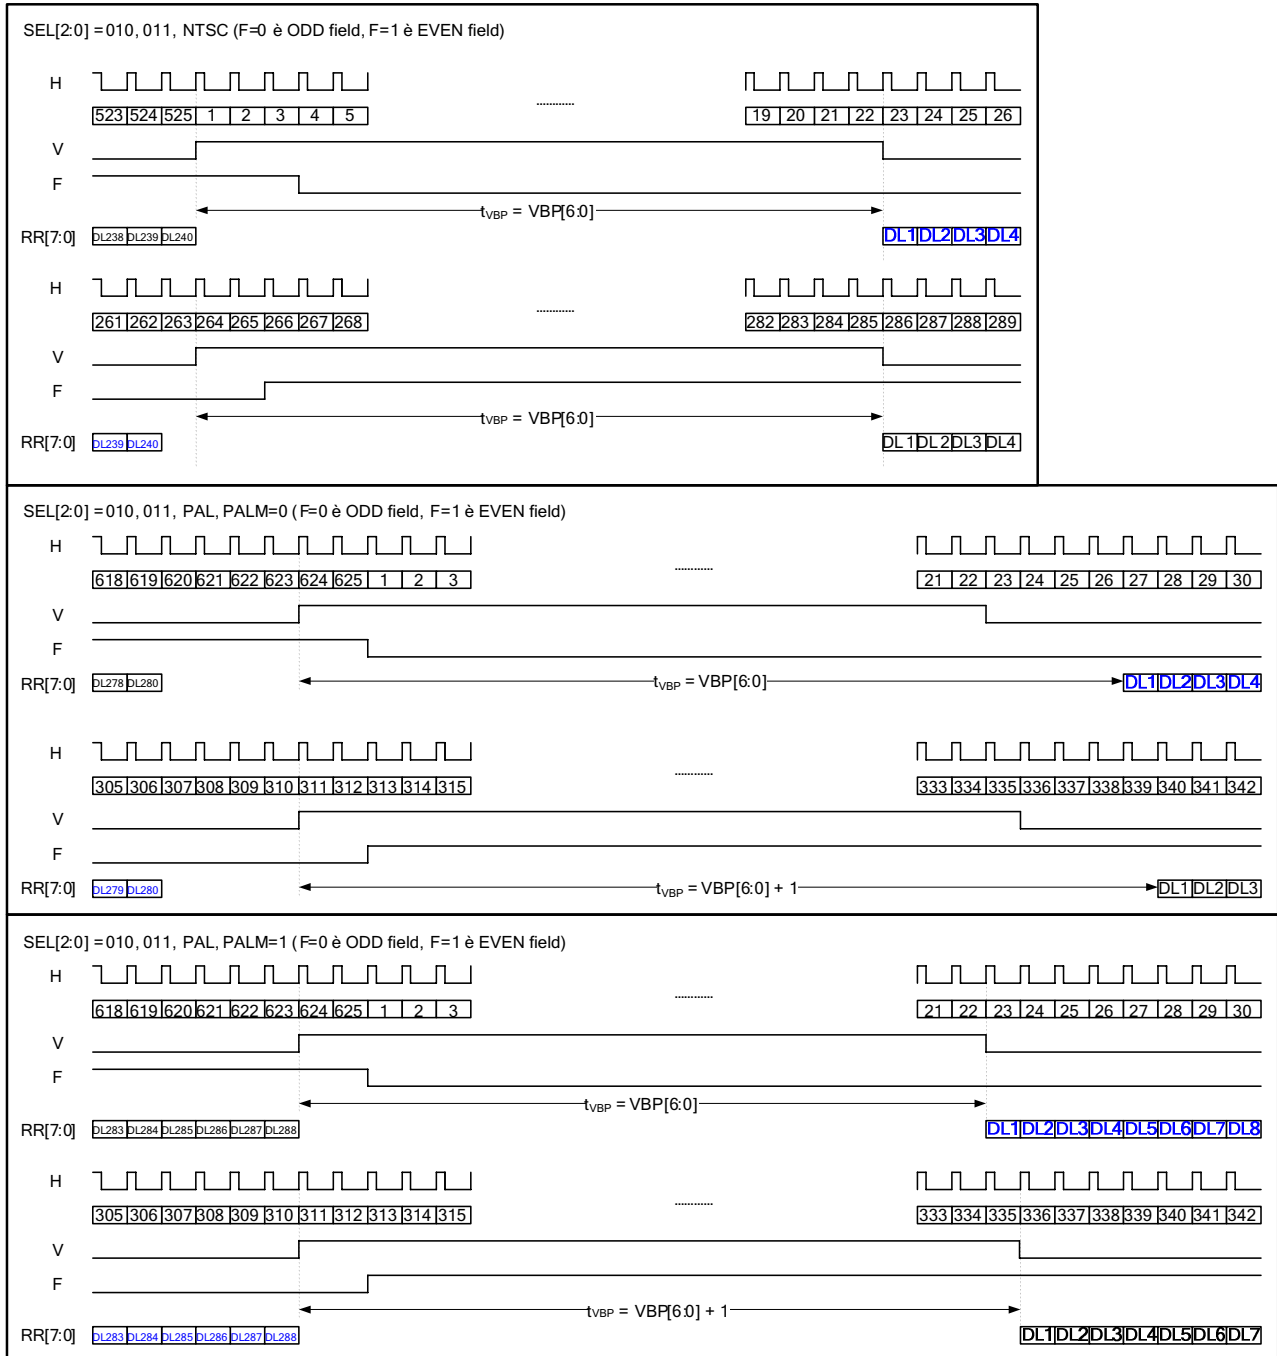 SEL[2:0] = 010, 011, NTSC (F=0 è ODD field, F=1 è EVEN field)
H
523 524 525 1 2 3 4 5 ............ 19 20 21 22 23 24 25 26
V
F
tVBP = VBP[6:0]
RR[7:0] DL238 DL239 DL240 DL1 DL2 DL3 DL4
H
261 262 263 264 265 266 267 268 ............ 282 283 284 285 286 287 288 289
V
F
tVBP = VBP[6:0]
RR[7:0] DL239 DL240 DL1 DL2 DL3 DL4
SEL[2:0] = 010, 011, PAL, PALM=0 (F=0 è ODD field, F=1 è EVEN field)
H
618 619 620 621 622 623 624 625 1 2 3 ............ 21 22 23 24 25 26 27 28 29 30
V
F
RR[7:0] DL278 DL280 tVBP = VBP[6:0] DL1 DL2 DL3 DL4
H
305 306 307 308 309 310 311 312 313 314 315 ............ 333 334 335 336 337 338 339 340 341 342
V
F
RR[7:0] DL279 DL280 tVBP = VBP[6:0] + 1 DL1 DL2 DL3
SEL[2:0] = 010, 011, PAL, PALM=1 (F=0 è ODD field, F=1 è EVEN field)
H
618 619 620 621 622 623 624 625 1 2 3 ............ 21 22 23 24 25 26 27 28 29 30
V
F
tVBP = VBP[6:0]
RR[7:0] DL283 DL284 DL285 DL286 DL287 DL288 DL1 DL2 DL3 DL4 DL5 DL6 DL7 DL8
H
305 306 307 308 309 310 311 312 313 314 315 ............ 333 334 335 336 337 338 339 340 341 342
V
F
tVBP = VBP[6:0] + 1
RR[7:0] DL283 DL284 DL285 DL286 DL287 DL288 DL1 DL2 DL3 DL4 DL5 DL6 DL7